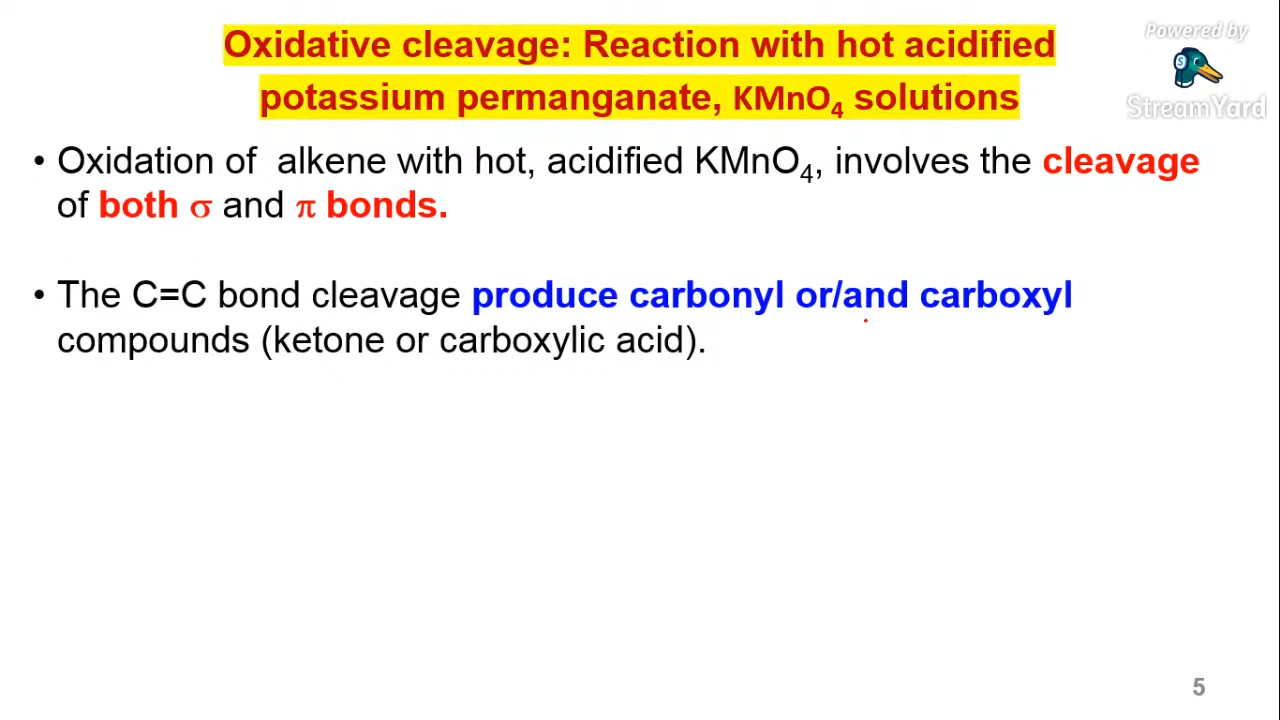 Oxidative cleavage: Reaction with hot acidified
potassium permanganate, KMnO₄ solutions
Powered by
StreamYard
• Oxidation of alkene with hot, acidified KMnO₄, involves the cleavage
of both σ and π bonds.
• The C=C bond cleavage produce carbonyl or/and carboxyl
compounds (ketone or carboxylic acid).
5